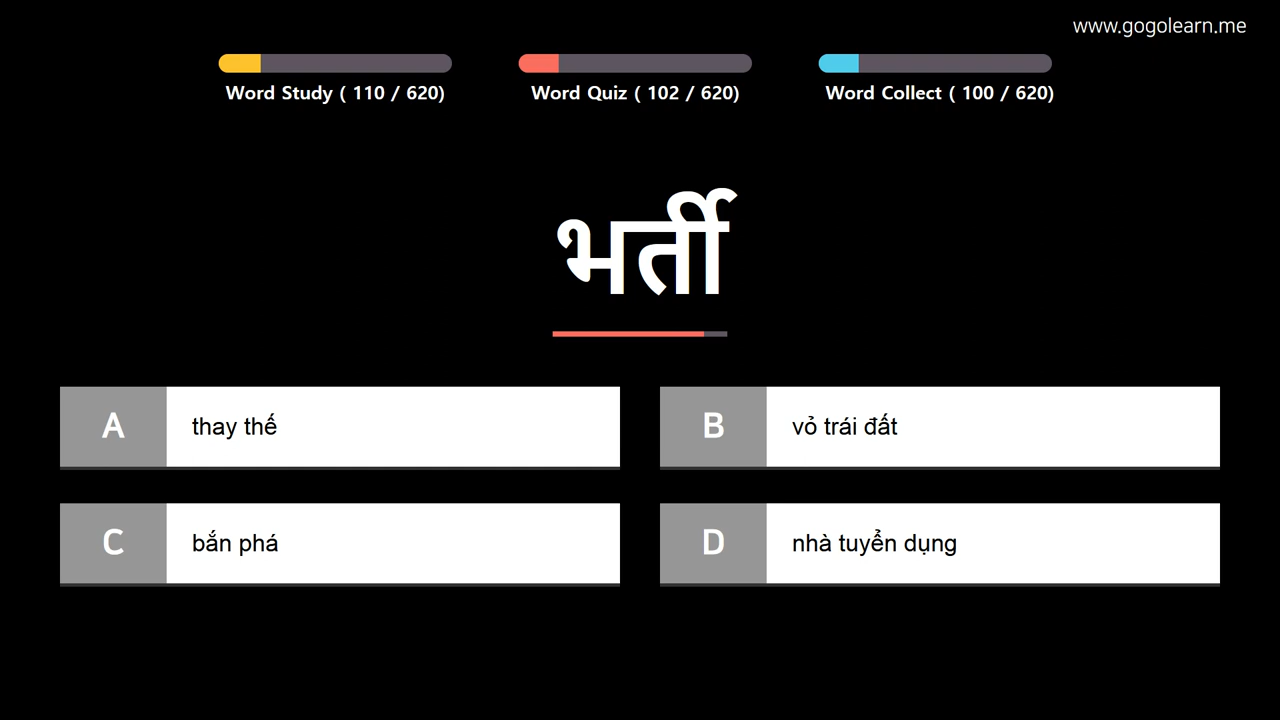 www.gogolearn.me
Word Study ( 110 / 620)
Word Quiz ( 102 / 620)
Word Collect ( 100 / 620)
भर्ती
A thay thế
B vỏ trái đất
C bắn phá
D nhà tuyển dụng